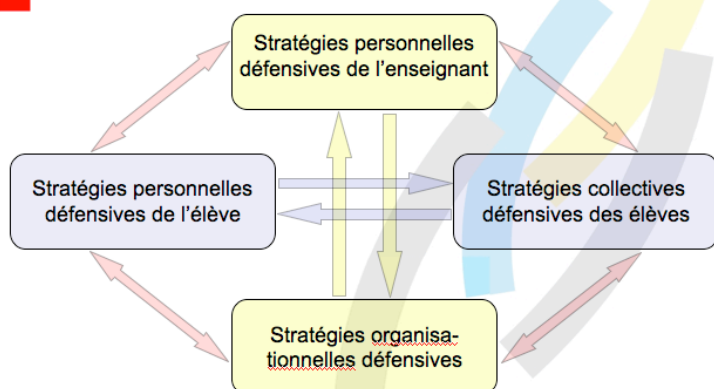 Stratégies personnelles
défensives de l’enseignant
Stratégies personnelles
défensives de l’élève
Stratégies collectives
défensives des élèves
Stratégies organisa-
tionnelles défensives